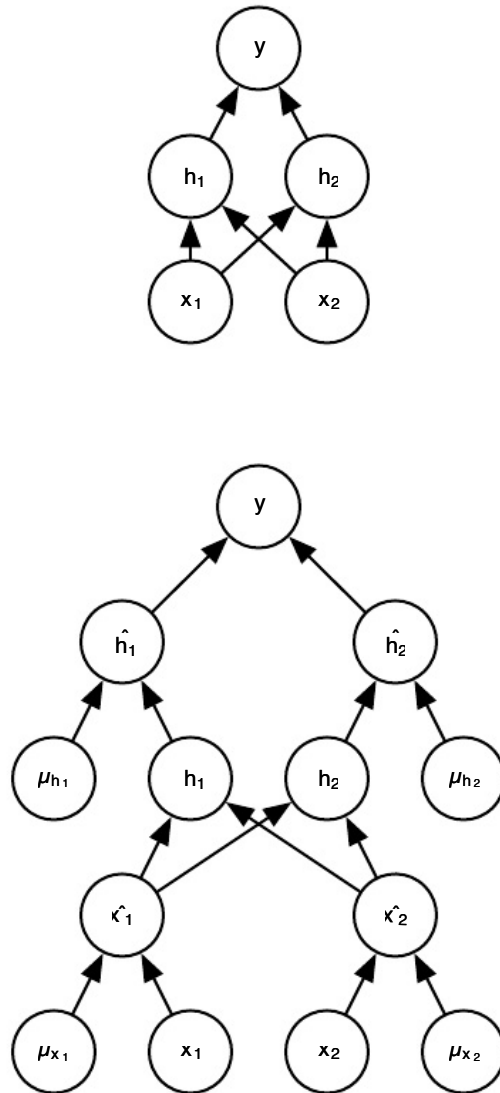 y
h₁ h₂
x₁ x₂
y
ĥ₁ ĥ₂
μh₁ h₁ h₂ μh₂
x̂₁ x̂₂
μx₁ x₁ x₂ μx₂